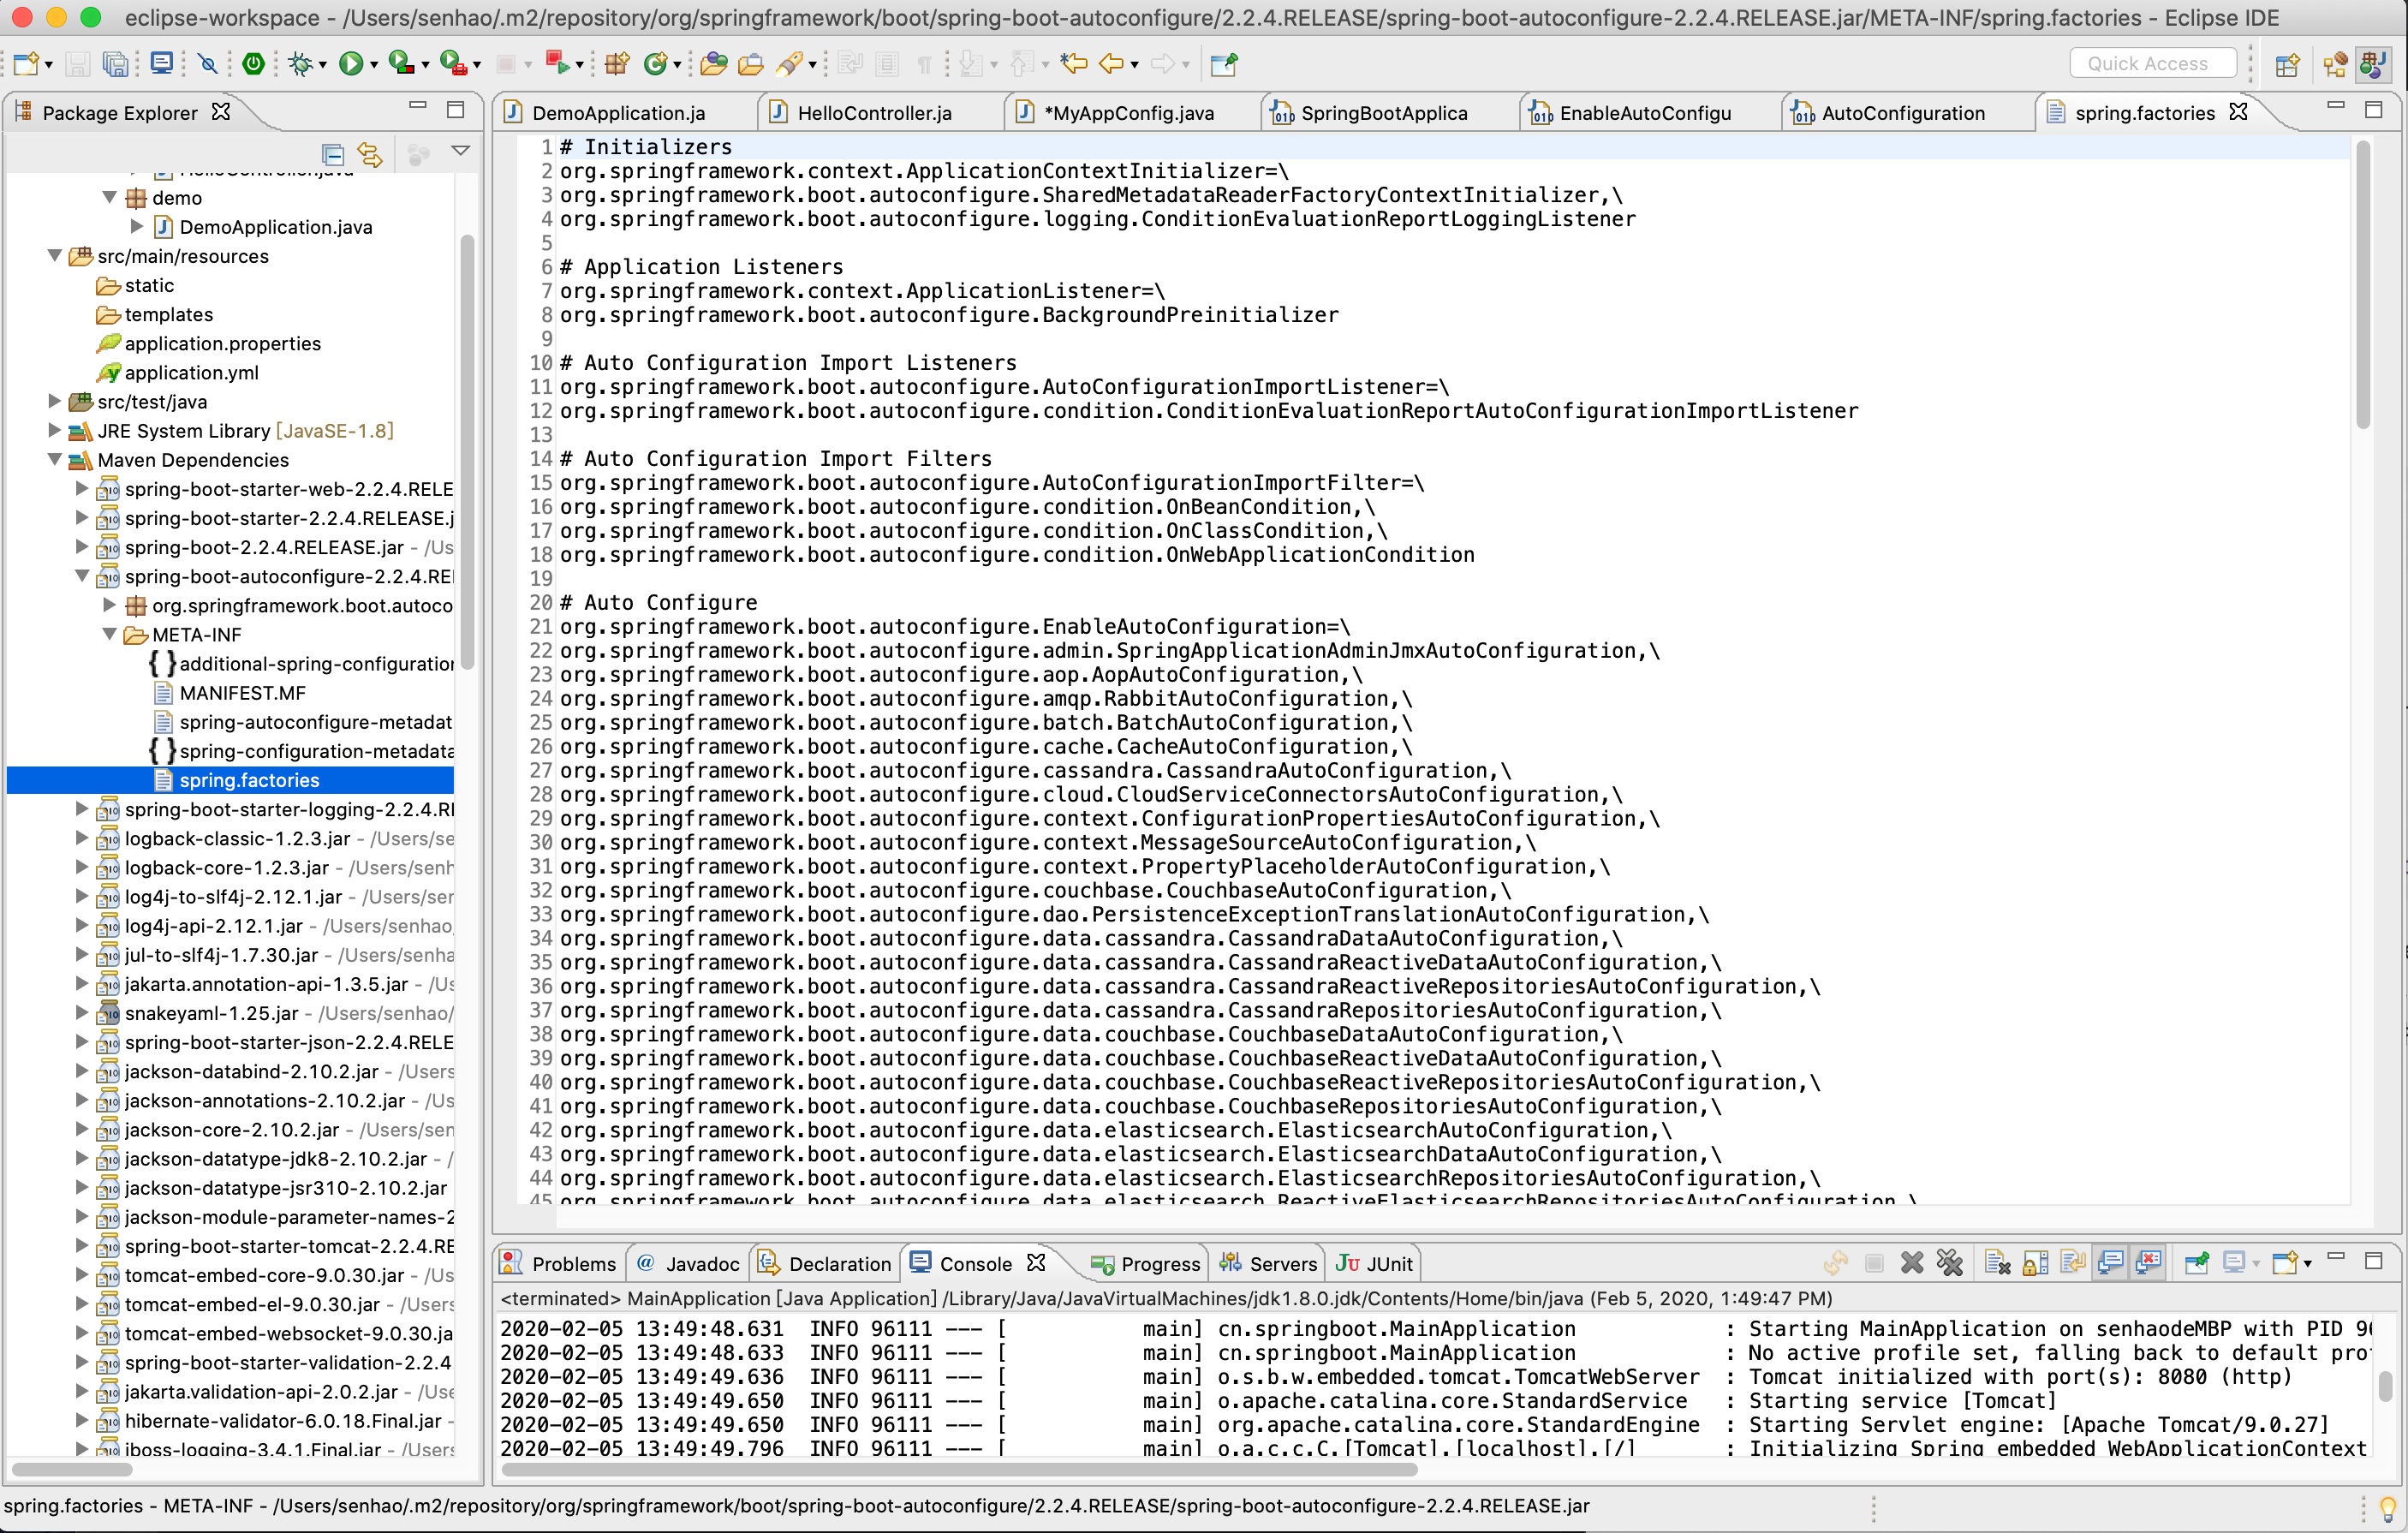 eclipse-workspace - /Users/senhao/.m2/repository/org/springframework/boot/spring-boot-autoconfigure/2.2.4.RELEASE/spring-boot-autoconfigure-2.2.4.RELEASE.jar/META-INF/spring.factories - Eclipse IDE
Quick Access
Package Explorer
demo
DemoApplication.java
src/main/resources
static
templates
application.properties
application.yml
src/test/java
JRE System Library [JavaSE-1.8]
Maven Dependencies
spring-boot-starter-web-2.2.4.RELE
spring-boot-starter-2.2.4.RELEASE.j
spring-boot-2.2.4.RELEASE.jar - /Us
spring-boot-autoconfigure-2.2.4.REI
org.springframework.boot.autoco
META-INF
additional-spring-configuration
MANIFEST.MF
spring-autoconfigure-metadat
spring-configuration-metadata
spring.factories
spring-boot-starter-logging-2.2.4.RI
logback-classic-1.2.3.jar - /Users/se
logback-core-1.2.3.jar - /Users/senh
log4j-to-slf4j-2.12.1.jar - /Users/ser
log4j-api-2.12.1.jar - /Users/senhao
jul-to-slf4j-1.7.30.jar - /Users/senha
jakarta.annotation-api-1.3.5.jar - /Us
snakeyaml-1.25.jar - /Users/senhao/
spring-boot-starter-json-2.2.4.RELE
jackson-databind-2.10.2.jar - /Users
jackson-annotations-2.10.2.jar - /Us
jackson-core-2.10.2.jar - /Users/sen
jackson-datatype-jdk8-2.10.2.jar - /
jackson-datatype-jsr310-2.10.2.jar
jackson-module-parameter-names-2
spring-boot-starter-tomcat-2.2.4.RE
tomcat-embed-core-9.0.30.jar - /Us
tomcat-embed-el-9.0.30.jar - /Users
tomcat-embed-websocket-9.0.30.ja
spring-boot-starter-validation-2.2.4
jakarta.validation-api-2.0.2.jar - /Use
hibernate-validator-6.0.18.Final.jar -
jboss-logging-3.4.1.Final.jar - /Users
DemoApplication.ja
HelloController.ja
*MyAppConfig.java
SpringBootApplica
EnableAutoConfigu
AutoConfiguration
spring.factories
1 # Initializers
2 org.springframework.context.ApplicationContextInitializer=\
3 org.springframework.boot.autoconfigure.SharedMetadataReaderFactoryContextInitializer,\
4 org.springframework.boot.autoconfigure.logging.ConditionEvaluationReportLoggingListener
5
6 # Application Listeners
7 org.springframework.context.ApplicationListener=\
8 org.springframework.boot.autoconfigure.BackgroundPreinitializer
9
10 # Auto Configuration Import Listeners
11 org.springframework.boot.autoconfigure.AutoConfigurationImportListener=\
12 org.springframework.boot.autoconfigure.condition.ConditionEvaluationReportAutoConfigurationImportListener
13
14 # Auto Configuration Import Filters
15 org.springframework.boot.autoconfigure.AutoConfigurationImportFilter=\
16 org.springframework.boot.autoconfigure.condition.OnBeanCondition,\
17 org.springframework.boot.autoconfigure.condition.OnClassCondition,\
18 org.springframework.boot.autoconfigure.condition.OnWebApplicationCondition
19
20 # Auto Configure
21 org.springframework.boot.autoconfigure.EnableAutoConfiguration=\
22 org.springframework.boot.autoconfigure.admin.SpringApplicationAdminJmxAutoConfiguration,\
23 org.springframework.boot.autoconfigure.aop.AopAutoConfiguration,\
24 org.springframework.boot.autoconfigure.amqp.RabbitAutoConfiguration,\
25 org.springframework.boot.autoconfigure.batch.BatchAutoConfiguration,\
26 org.springframework.boot.autoconfigure.cache.CacheAutoConfiguration,\
27 org.springframework.boot.autoconfigure.cassandra.CassandraAutoConfiguration,\
28 org.springframework.boot.autoconfigure.cloud.CloudServiceConnectorsAutoConfiguration,\
29 org.springframework.boot.autoconfigure.context.ConfigurationPropertiesAutoConfiguration,\
30 org.springframework.boot.autoconfigure.context.MessageSourceAutoConfiguration,\
31 org.springframework.boot.autoconfigure.context.PropertyPlaceholderAutoConfiguration,\
32 org.springframework.boot.autoconfigure.couchbase.CouchbaseAutoConfiguration,\
33 org.springframework.boot.autoconfigure.dao.PersistenceExceptionTranslationAutoConfiguration,\
34 org.springframework.boot.autoconfigure.data.cassandra.CassandraDataAutoConfiguration,\
35 org.springframework.boot.autoconfigure.data.cassandra.CassandraReactiveDataAutoConfiguration,\
36 org.springframework.boot.autoconfigure.data.cassandra.CassandraReactiveRepositoriesAutoConfiguration,\
37 org.springframework.boot.autoconfigure.data.cassandra.CassandraRepositoriesAutoConfiguration,\
38 org.springframework.boot.autoconfigure.data.couchbase.CouchbaseDataAutoConfiguration,\
39 org.springframework.boot.autoconfigure.data.couchbase.CouchbaseReactiveDataAutoConfiguration,\
40 org.springframework.boot.autoconfigure.data.couchbase.CouchbaseReactiveRepositoriesAutoConfiguration,\
41 org.springframework.boot.autoconfigure.data.couchbase.CouchbaseRepositoriesAutoConfiguration,\
42 org.springframework.boot.autoconfigure.data.elasticsearch.ElasticsearchAutoConfiguration,\
43 org.springframework.boot.autoconfigure.data.elasticsearch.ElasticsearchDataAutoConfiguration,\
44 org.springframework.boot.autoconfigure.data.elasticsearch.ElasticsearchRepositoriesAutoConfiguration,\
45 org.springframework.boot.autoconfigure.data.elasticsearch.ReactiveElasticsearchRepositoriesAutoConfiguration,\
Problems
@ Javadoc
Declaration
Console
Progress
Servers
JUnit
<terminated> MainApplication [Java Application] /Library/Java/JavaVirtualMachines/jdk1.8.0.jdk/Contents/Home/bin/java (Feb 5, 2020, 1:49:47 PM)
2020-02-05 13:49:48.631 INFO 96111 --- [ main] cn.springboot.MainApplication : Starting MainApplication on senhaodeMBP with PID 96
2020-02-05 13:49:48.633 INFO 96111 --- [ main] cn.springboot.MainApplication : No active profile set, falling back to default pro
2020-02-05 13:49:49.636 INFO 96111 --- [ main] o.s.b.w.embedded.tomcat.TomcatWebServer : Tomcat initialized with port(s): 8080 (http)
2020-02-05 13:49:49.650 INFO 96111 --- [ main] o.apache.catalina.core.StandardService : Starting service [Tomcat]
2020-02-05 13:49:49.650 INFO 96111 --- [ main] org.apache.catalina.core.StandardEngine : Starting Servlet engine: [Apache Tomcat/9.0.27]
2020-02-05 13:49:49.796 INFO 96111 --- [ main] o.a.c.c.C.[Tomcat].[localhost].[/] : Initializing Spring embedded WebApplicationContext
spring.factories - META-INF - /Users/senhao/.m2/repository/org/springframework/boot/spring-boot-autoconfigure/2.2.4.RELEASE/spring-boot-autoconfigure-2.2.4.RELEASE.jar